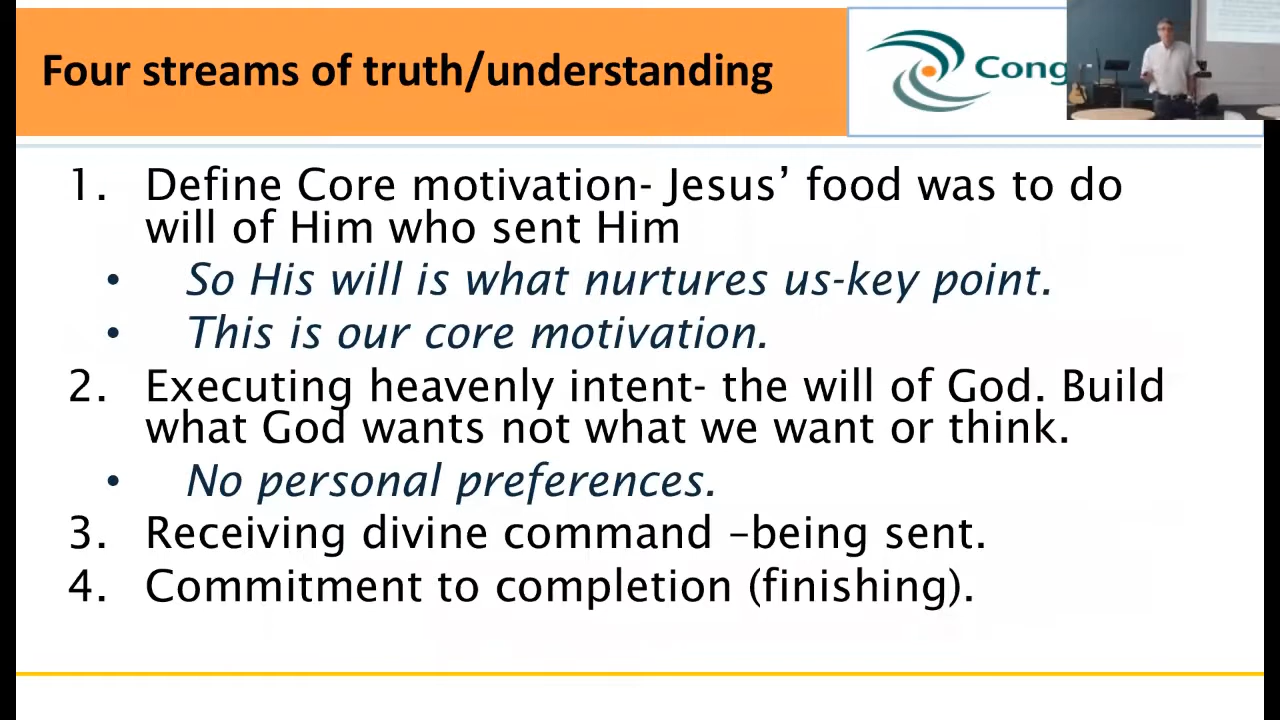 Four streams of truth/understanding
Cong
1. Define Core motivation- Jesus’ food was to do
will of Him who sent Him
• So His will is what nurtures us-key point.
• This is our core motivation.
2. Executing heavenly intent- the will of God. Build
what God wants not what we want or think.
• No personal preferences.
3. Receiving divine command –being sent.
4. Commitment to completion (finishing).